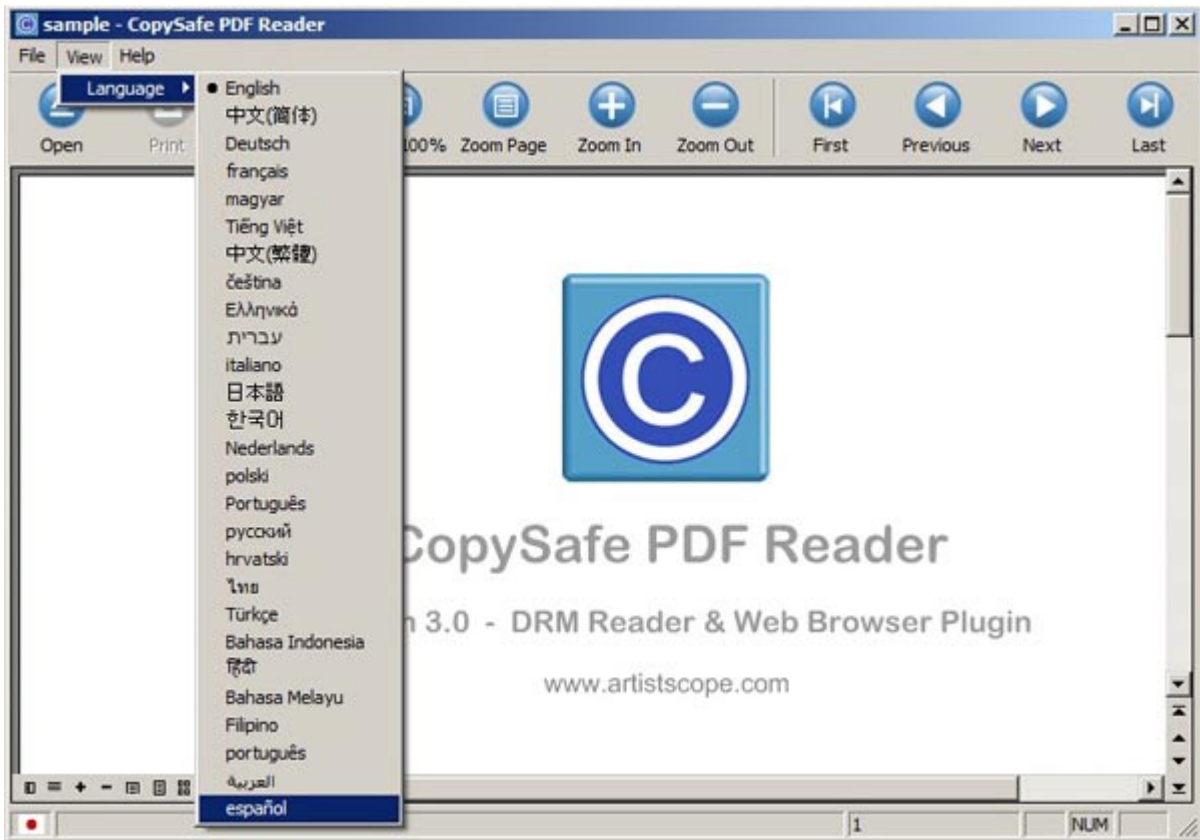 sample - CopySafe PDF Reader
File View Help
Language
English
中文(简体)
Deutsch
français
magyar
Tiếng Việt
中文(繁體)
čeština
Ελληνικά
עברית
italiano
日本語
한국어
Nederlands
polski
Português
русский
hrvatski
ไทย
Türkçe
Bahasa Indonesia
हिंदी
Bahasa Melayu
Filipino
português
العربية
español
Open Print 100% Zoom Page Zoom In Zoom Out First Previous Next Last
C
CopySafe PDF Reader
n 3.0 - DRM Reader & Web Browser Plugin
www.artistscope.com
1 NUM